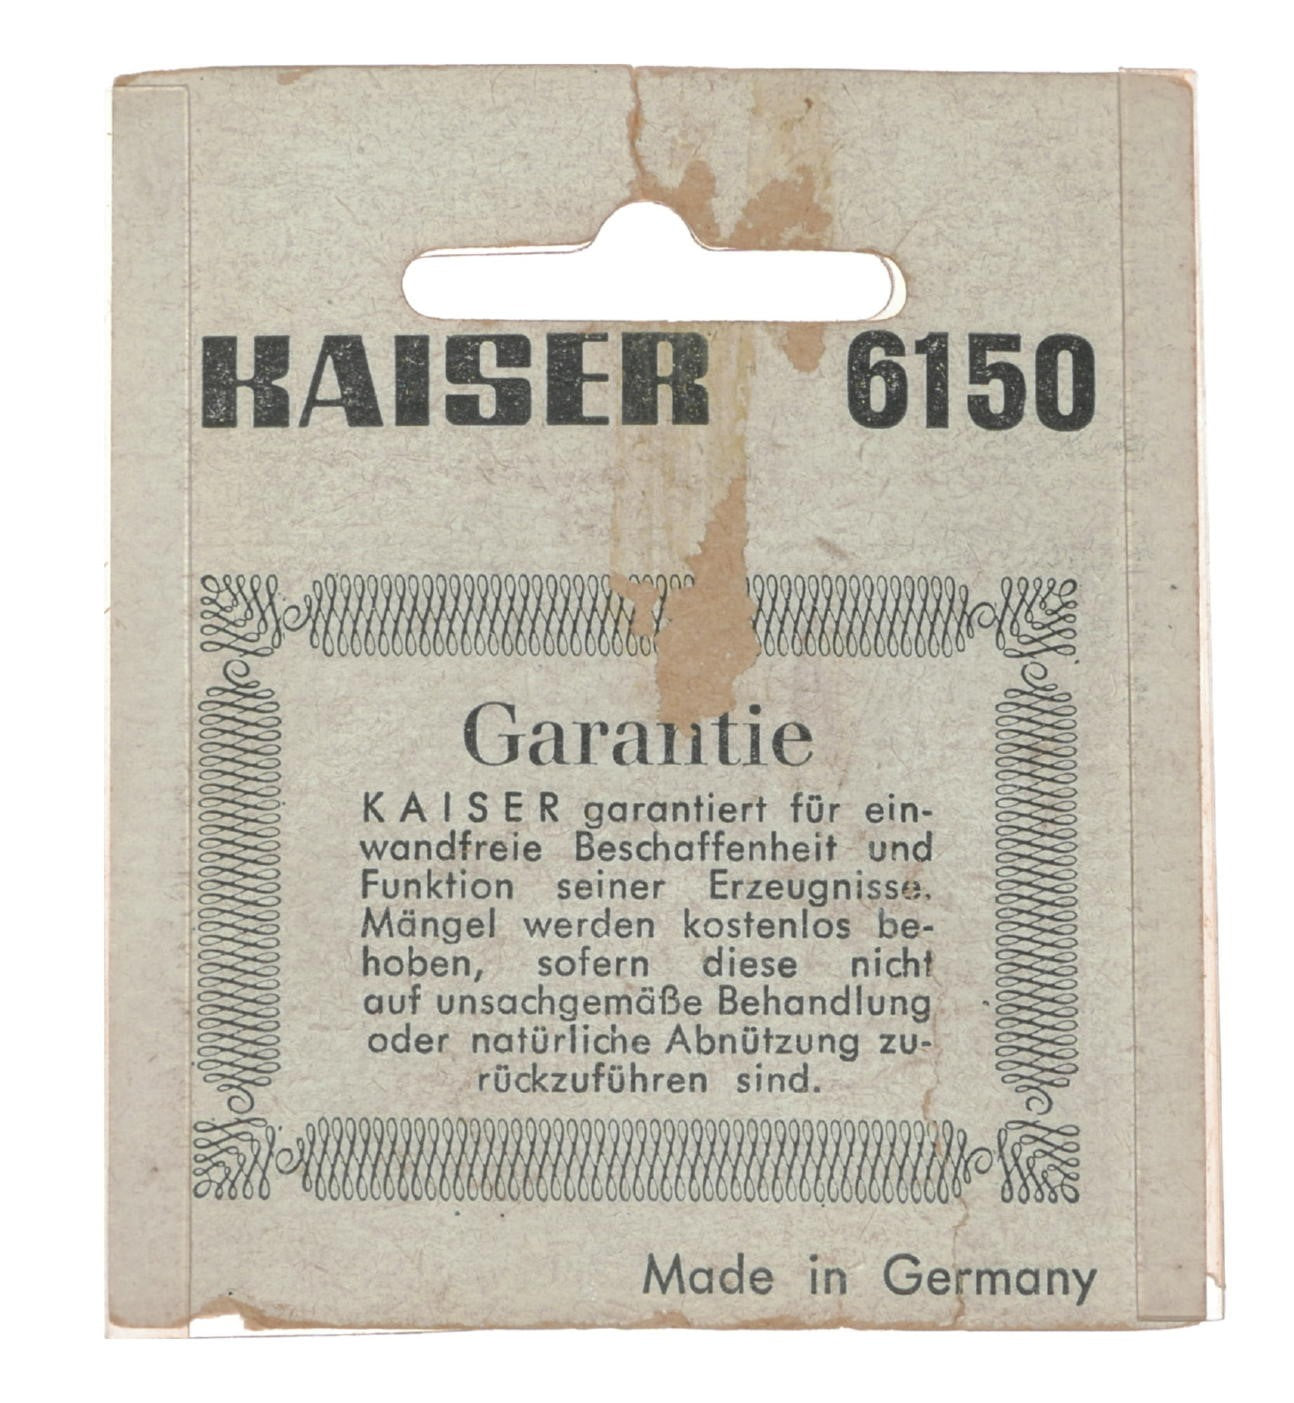 KAISER 6150
Garantie
KAISER garantiert für ein-
wandfreie Beschaffenheit und
Funktion seiner Erzeugnisse.
Mängel werden kostenlos be-
hoben, sofern diese nicht
auf unsachgemäße Behandlung
oder natürliche Abnützung zu-
rückzuführen sind.
Made in Germany